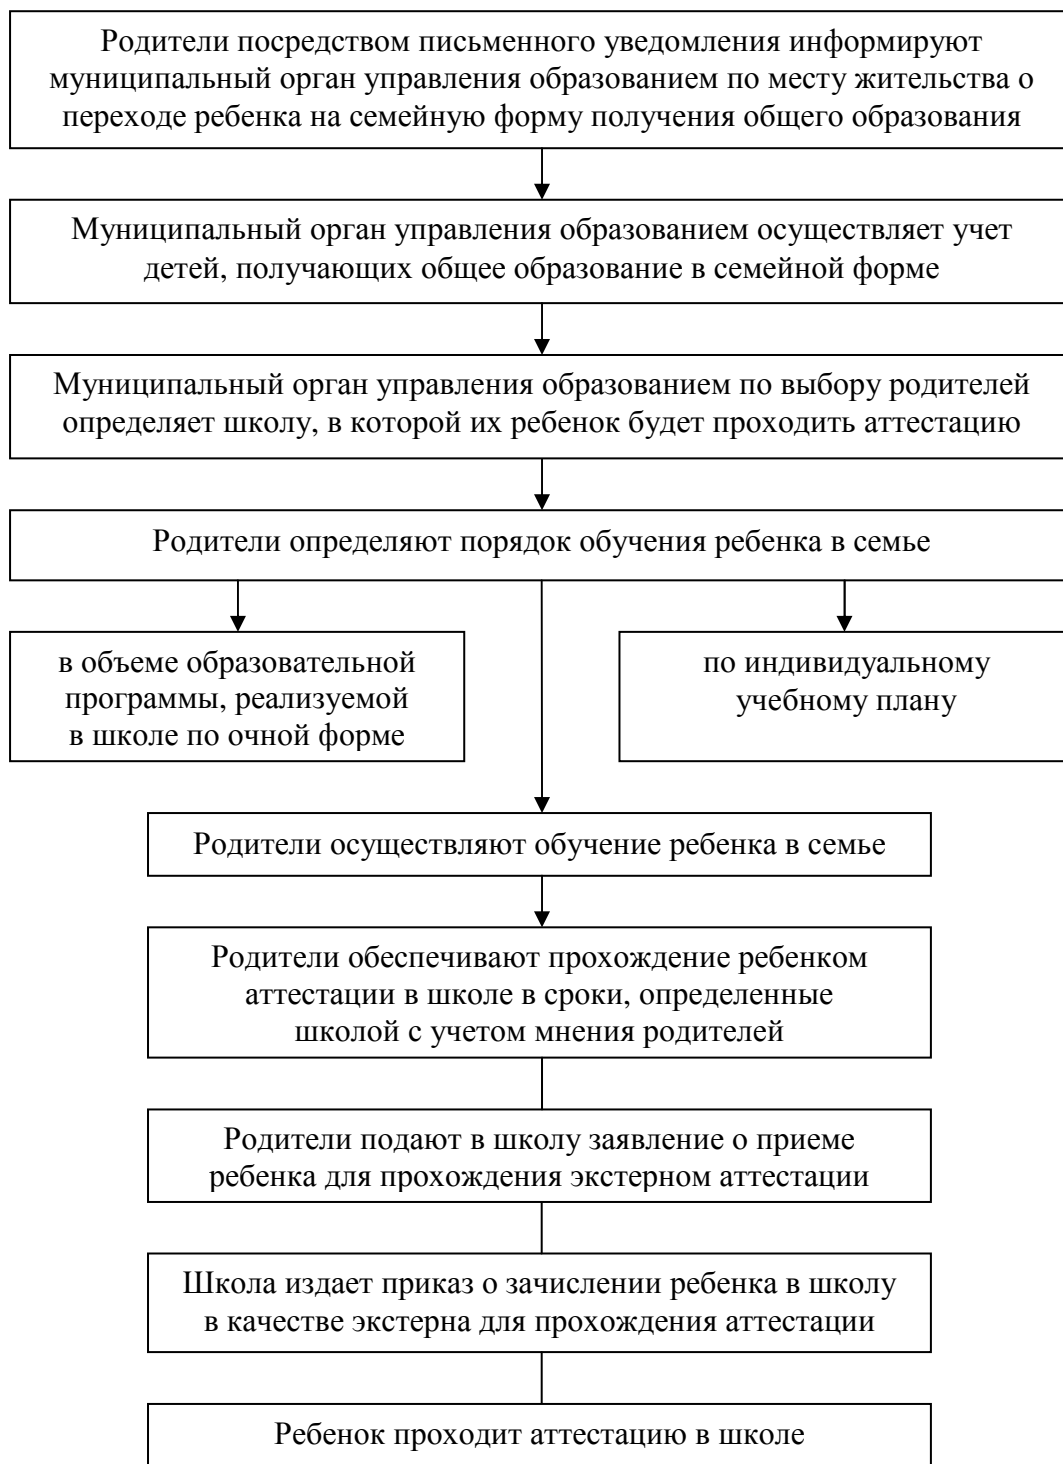 Родители посредством письменного уведомления информируют
муниципальный орган управления образованием по месту жительства о
переходе ребенка на семейную форму получения общего образования
Муниципальный орган управления образованием осуществляет учет
детей, получающих общее образование в семейной форме
Муниципальный орган управления образованием по выбору родителей
определяет школу, в которой их ребенок будет проходить аттестацию
Родители определяют порядок обучения ребенка в семье
в объеме образовательной
программы, реализуемой
в школе по очной форме
по индивидуальному
учебному плану
Родители осуществляют обучение ребенка в семье
Родители обеспечивают прохождение ребенком
аттестации в школе в сроки, определенные
школой с учетом мнения родителей
Родители подают в школу заявление о приеме
ребенка для прохождения экстерном аттестации
Школа издает приказ о зачислении ребенка в школу
в качестве экстерна для прохождения аттестации
Ребенок проходит аттестацию в школе